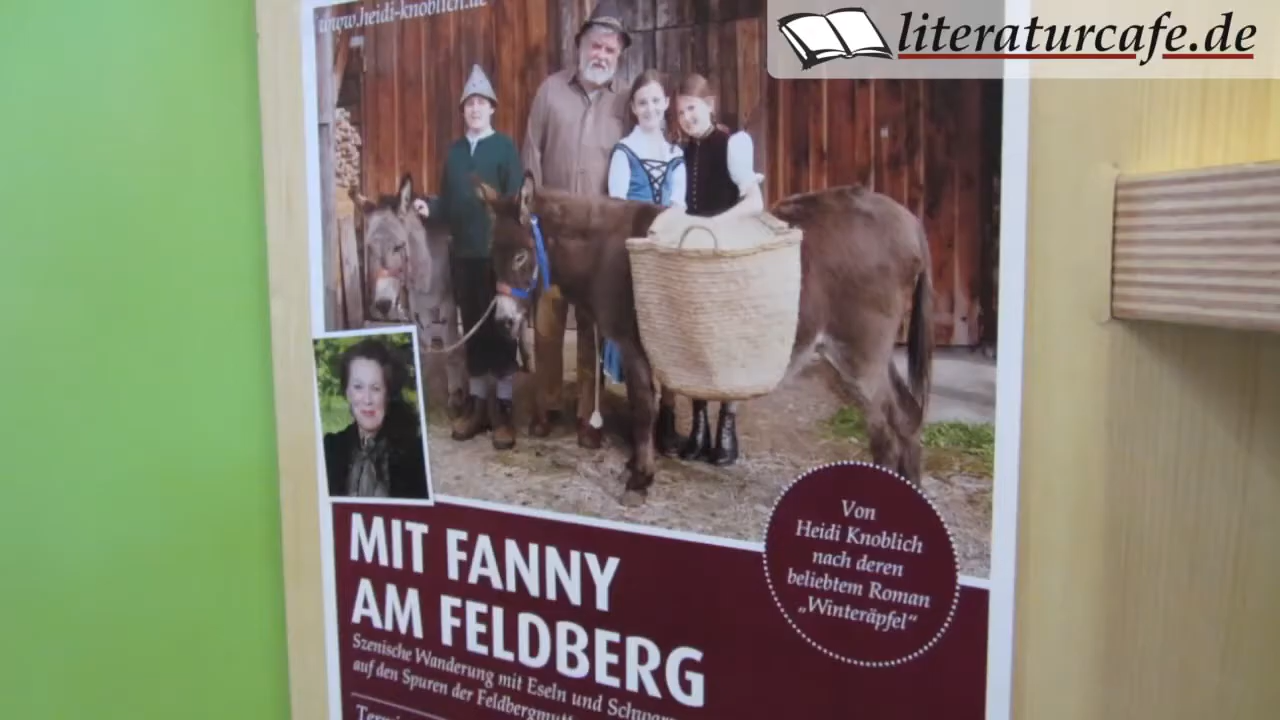 www.heidi-knoblich.de
literaturcafe.de
Von
Heidi Knoblich
nach deren
beliebtem Roman
„Winteräpfel“
MIT FANNY
AM FELDBERG
Szenische Wanderung mit Eseln und
auf den Spuren der